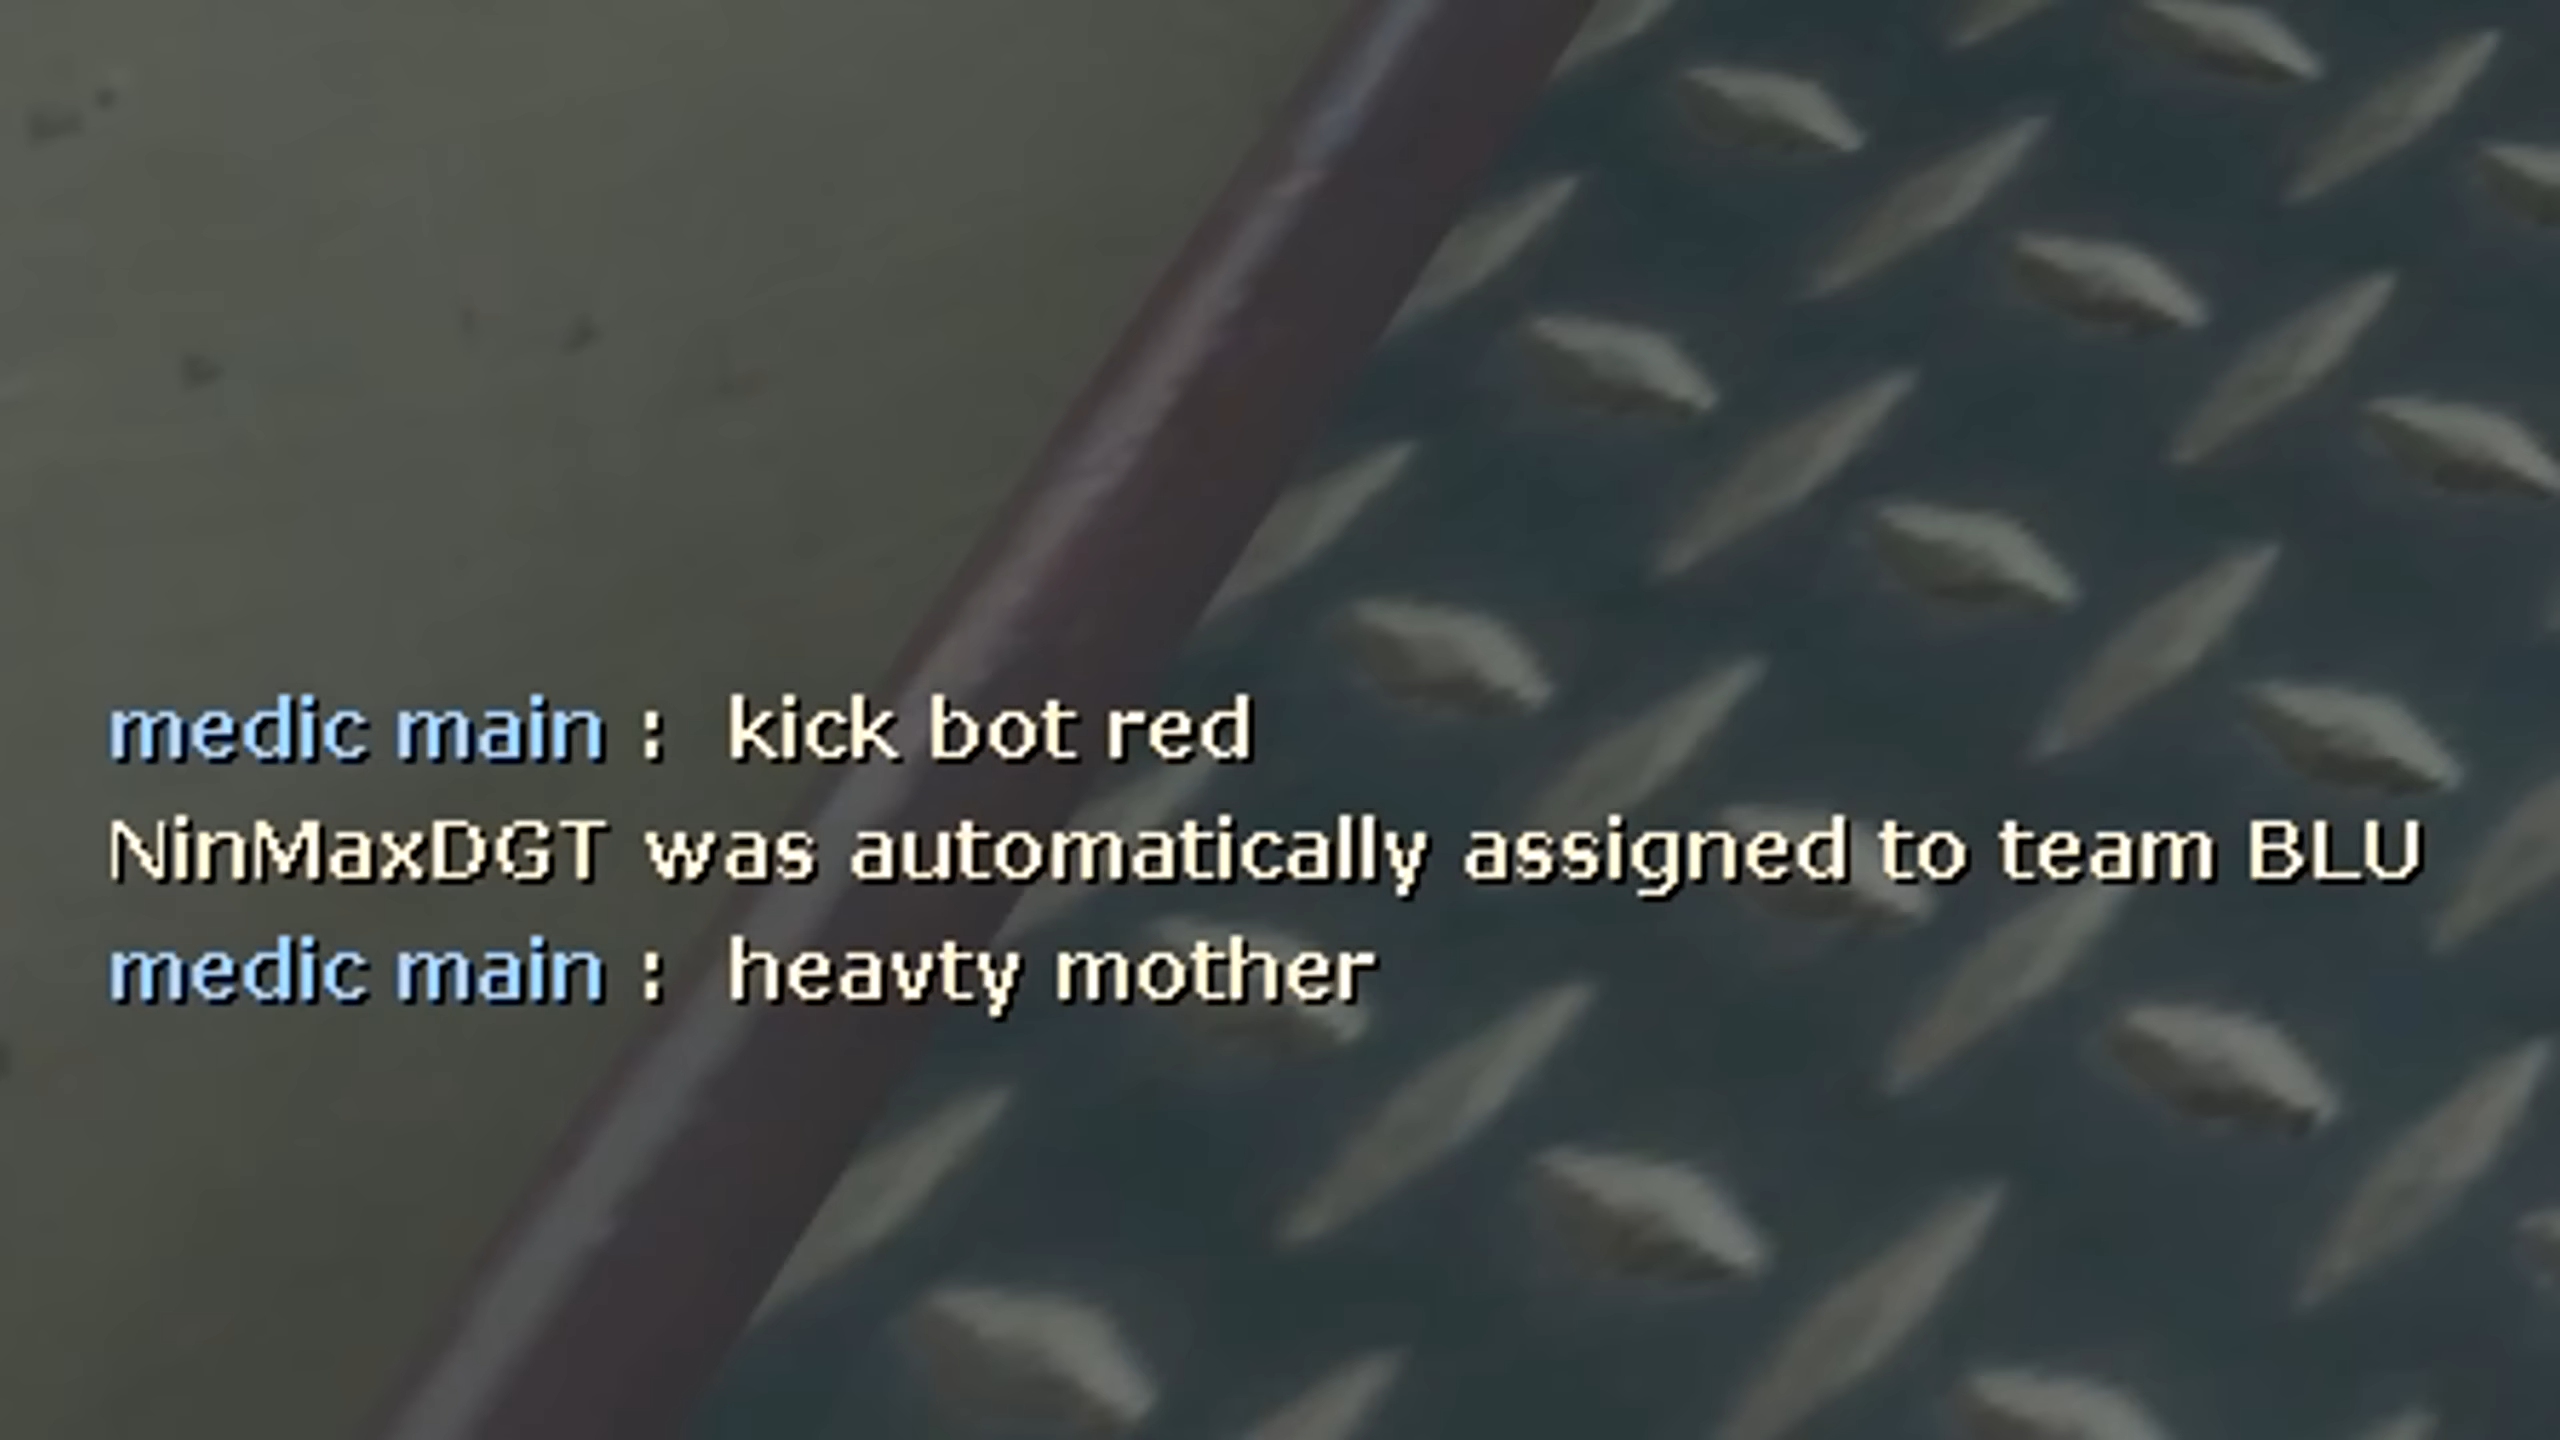 medic main :  kick bot red
NinMaxDGT was automatically assigned to team BLU
medic main :  heavty mother